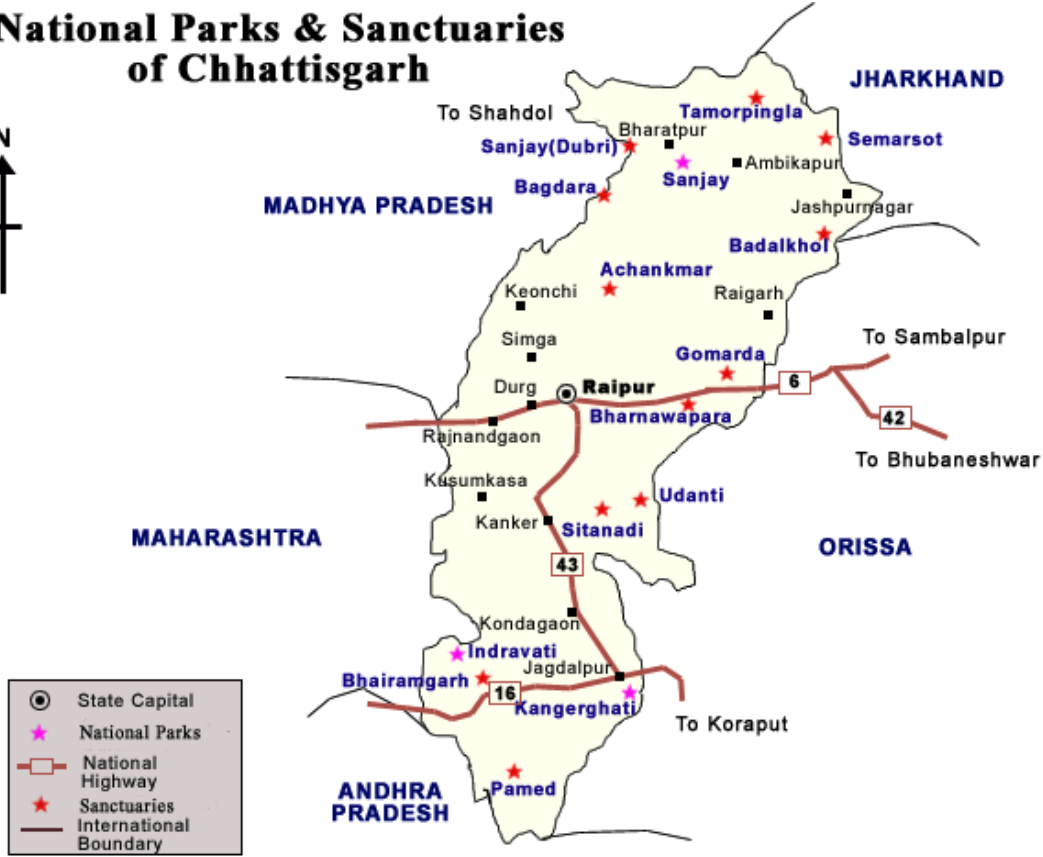 National Parks & Sanctuaries
of Chhattisgarh
N
JHARKHAND
To Shahdol
Tamorpingla
Bharatpur
Semarsot
Sanjay(Dubri)
Ambikapur
Sanjay
Bagdara
MADHYA PRADESH
Jashpurnagar
Badalkhol
Achankmar
Keonchi
Raigarh
Simga
To Sambalpur
Gomarda
Durg
Raipur
6
Bharnawapara
42
Rajnandgaon
To Bhubaneshwar
Kusumkasa
Udanti
Kanker
Sitanadi
MAHARASHTRA
ORISSA
43
Kondagaon
Indravati
Jagdalpur
Bhairamgarh
16
Kangerghati
To Koraput
Pamed
ANDHRA
PRADESH
State Capital
National Parks
National
Highway
Sanctuaries
International
Boundary